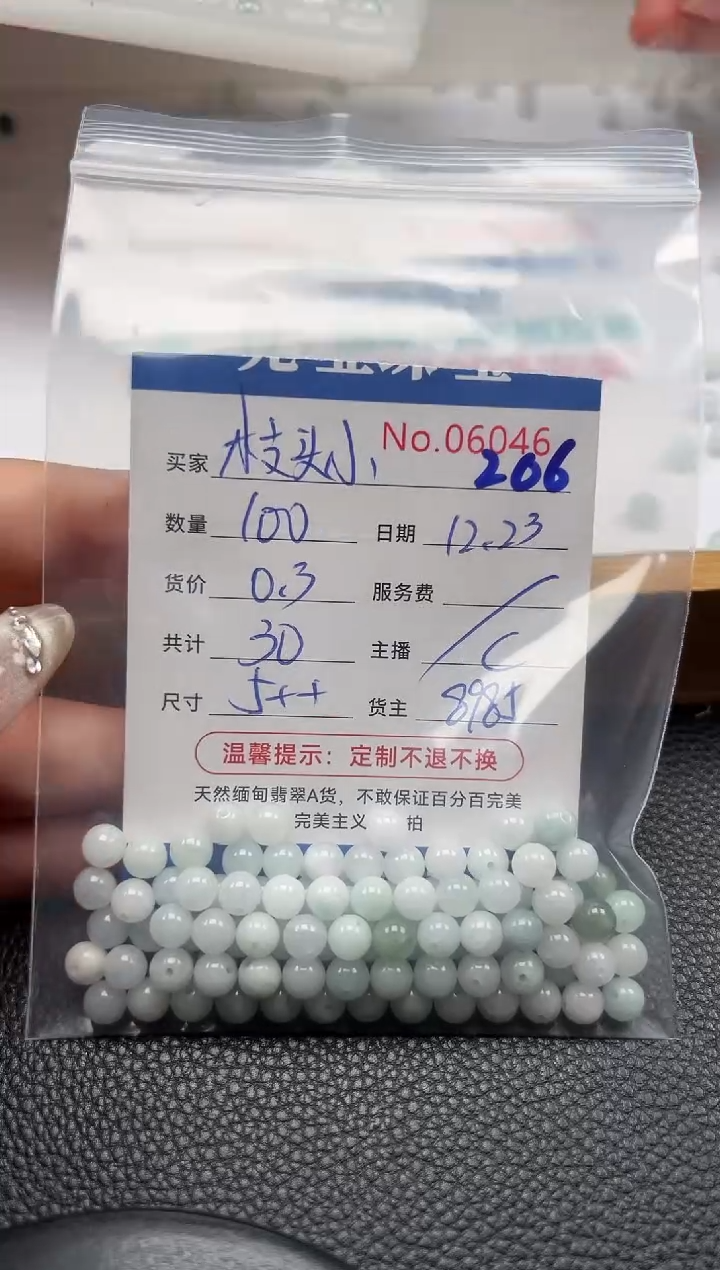 No.06046
买家 枝头小 206
数量 100 日期 12.23
货价 0.3 服务费 /
共计 30 主播 C
尺寸 5++ 货主 8985
温馨提示：定制不退不换
天然缅甸翡翠A货，不敢保证百分百完美
完美主义 拍